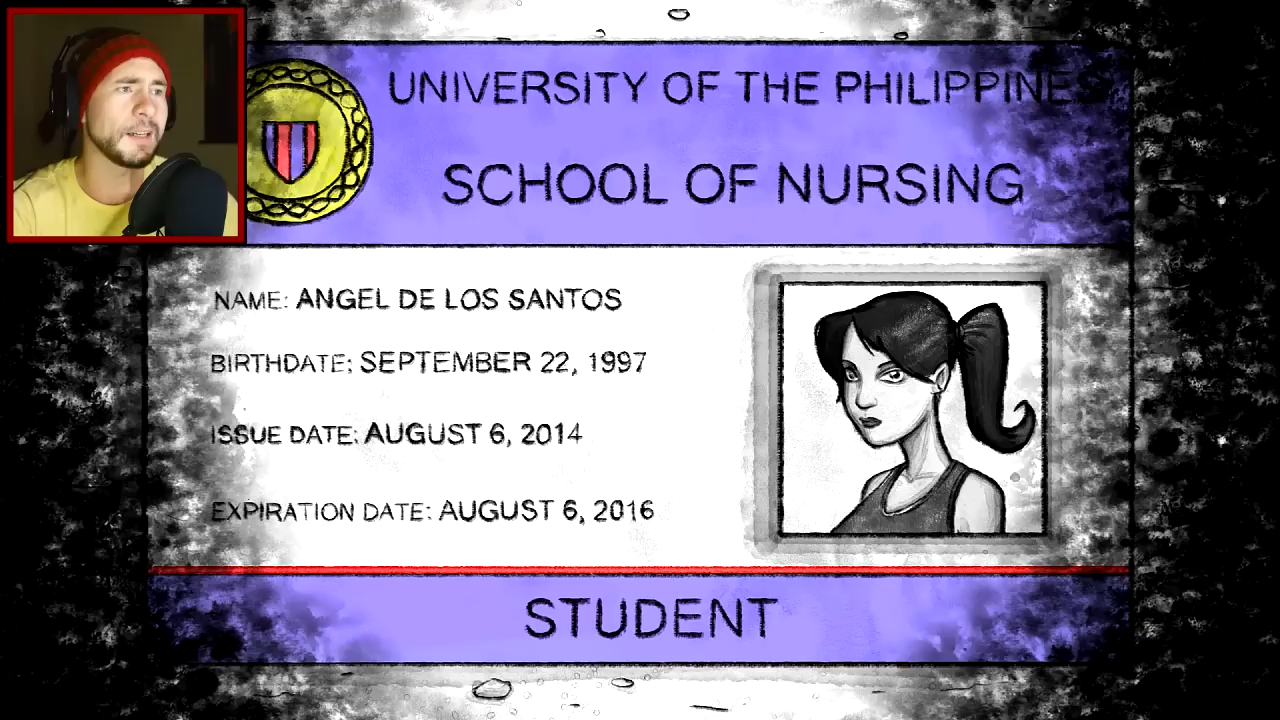 UNIVERSITY OF THE PHILIPPINES
SCHOOL OF NURSING
NAME: ANGEL DE LOS SANTOS
BIRTHDATE: SEPTEMBER 22, 1997
ISSUE DATE: AUGUST 6, 2014
EXPIRATION DATE: AUGUST 6, 2016
STUDENT